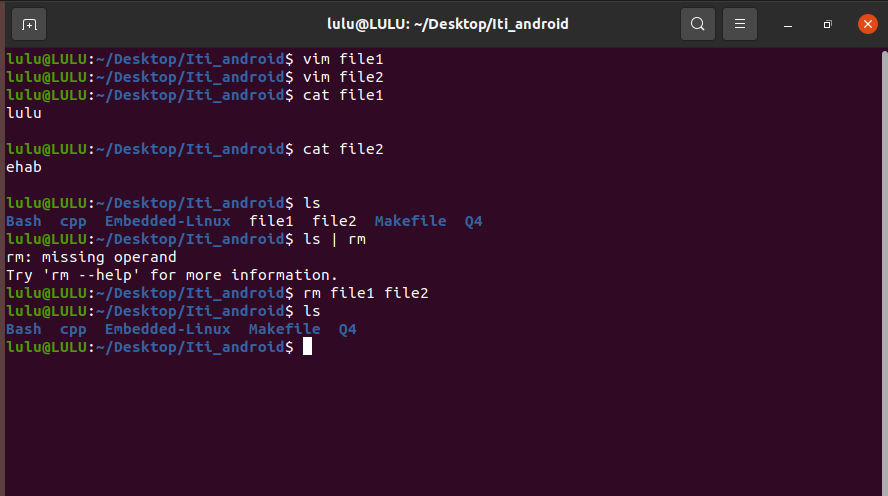 lulu@LULU: ~/Desktop/Iti_android
lulu@LULU:~/Desktop/Iti_android$ vim file1
lulu@LULU:~/Desktop/Iti_android$ vim file2
lulu@LULU:~/Desktop/Iti_android$ cat file1
lulu
lulu@LULU:~/Desktop/Iti_android$ cat file2
ehab
lulu@LULU:~/Desktop/Iti_android$ ls
Bash  cpp  Embedded-Linux  file1  file2  Makefile  Q4
lulu@LULU:~/Desktop/Iti_android$ ls | rm
rm: missing operand
Try 'rm --help' for more information.
lulu@LULU:~/Desktop/Iti_android$ rm file1 file2
lulu@LULU:~/Desktop/Iti_android$ ls
Bash  cpp  Embedded-Linux  Makefile  Q4
lulu@LULU:~/Desktop/Iti_android$